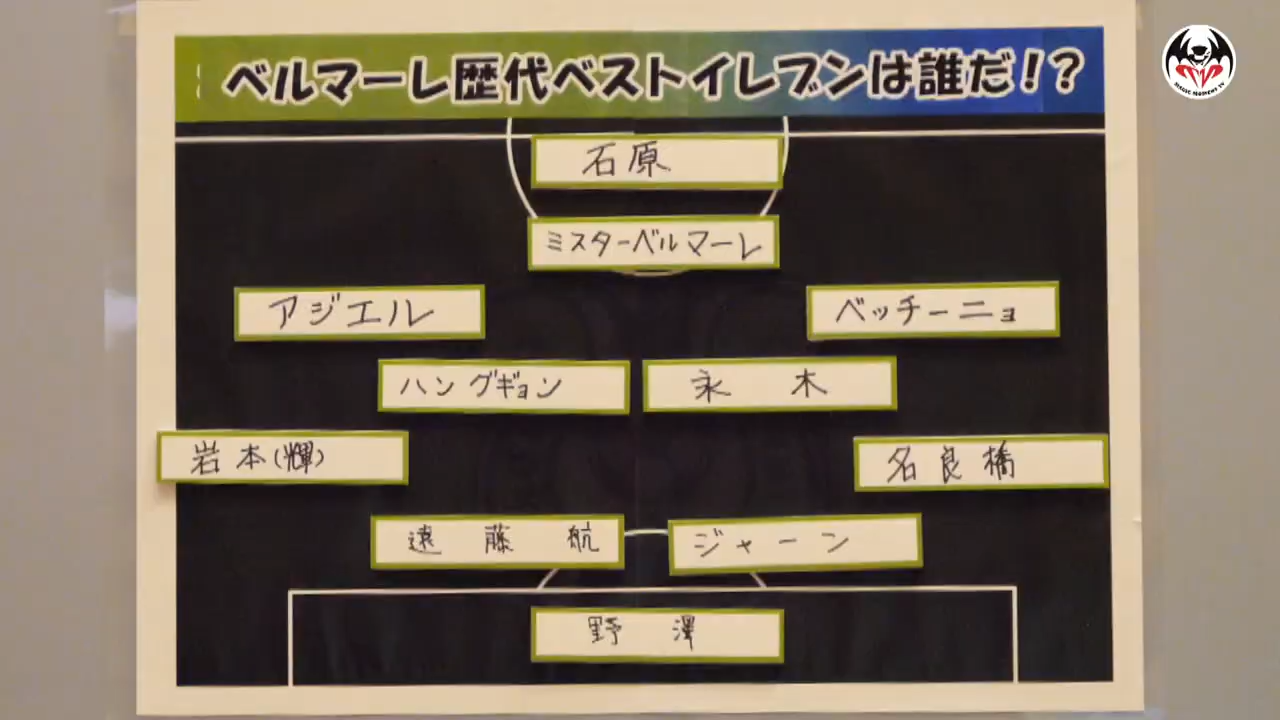 ベルマーレ歴代ベストイレブンは誰だ!?
石原
ミスターベルマーレ
アジエル
ベッチーニョ
ハングギョン
永木
岩本(輝)
名良橋
遠藤航
ジャーン
野澤
MAGIC MOMENT TV